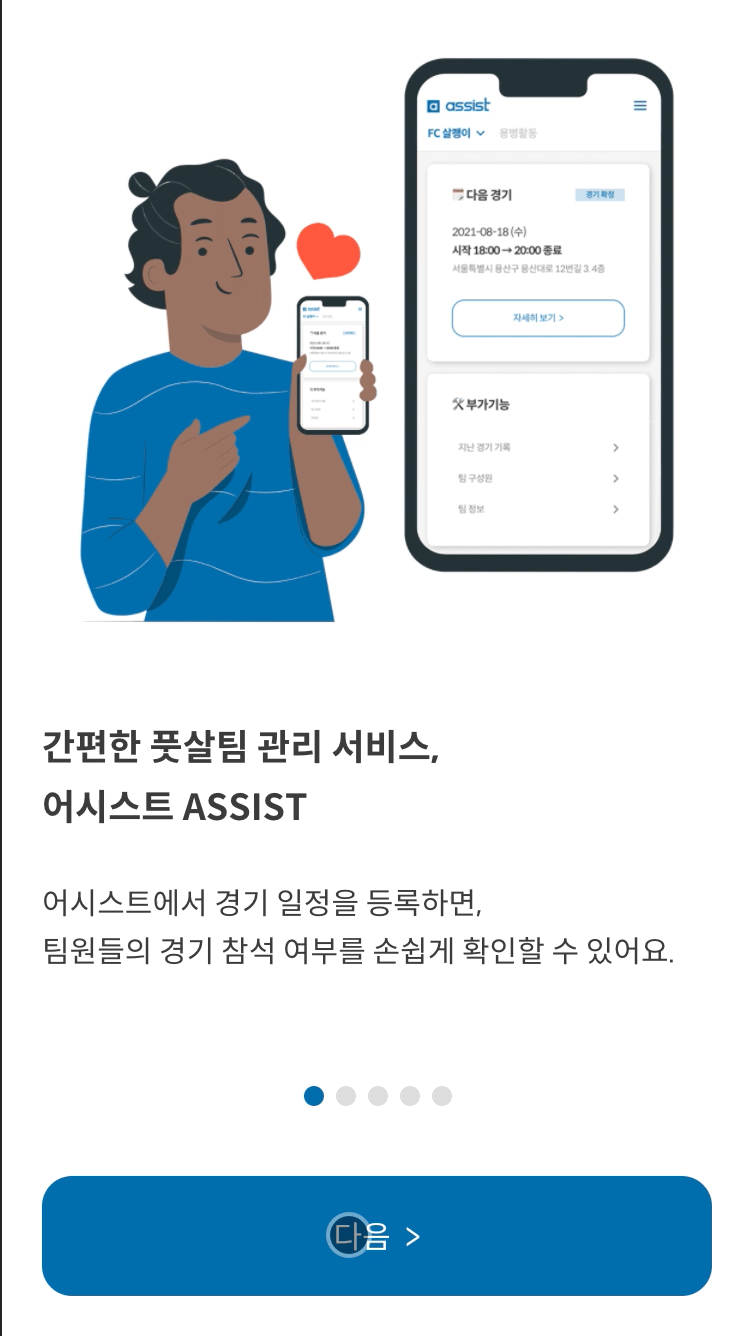 assist
FC 살쾡이 용병활동
다음 경기 경기 확정
2021-08-18 (수)
시작 18:00 → 20:00 종료
서울특별시 용산구 용산대로 12번길 3. 4층
자세히 보기 >
부가기능
지난 경기 기록
팀 구성원
팀 정보
간편한 풋살팀 관리 서비스,
어시스트 ASSIST
어시스트에서 경기 일정을 등록하면,
팀원들의 경기 참석 여부를 손쉽게 확인할 수 있어요.
다음 >